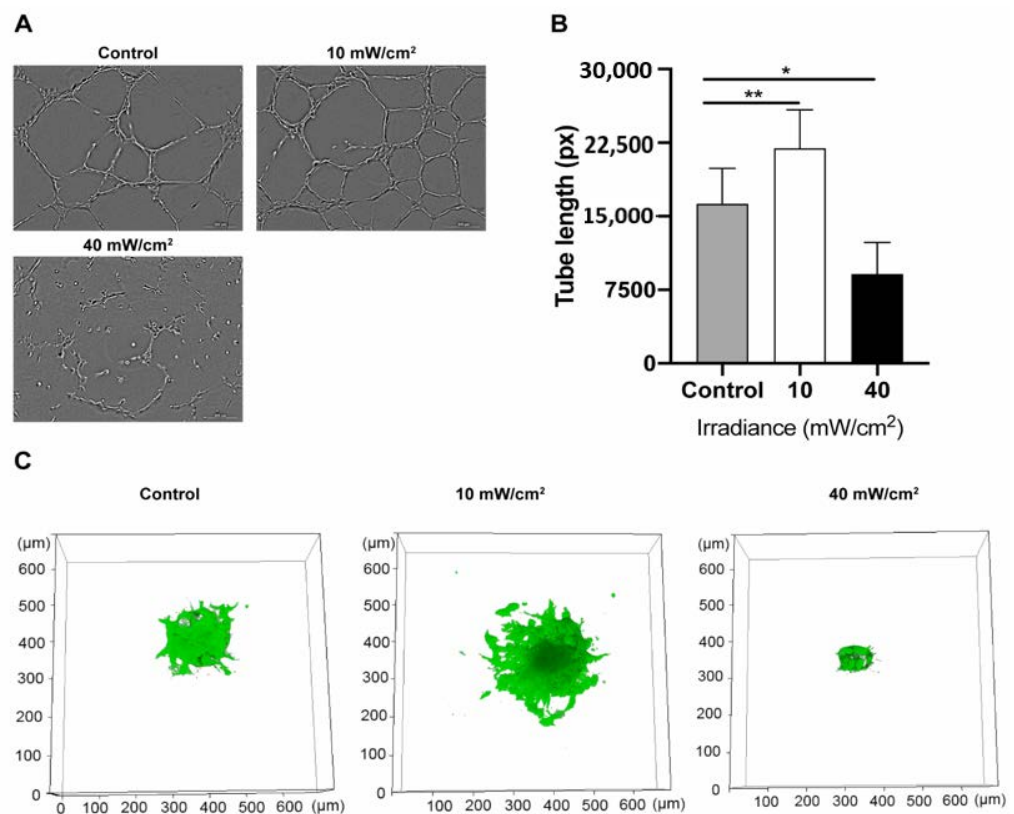 A
Control
10 mW/cm²
40 mW/cm²
B
30,000
22,500
15,000
7500
0
Tube length (px)
*
**
Control 10 40
Irradiance (mW/cm²)
C
Control
10 mW/cm²
40 mW/cm²
(µm)
600
500
400
300
200
100
0
0 100 200 300 400 500 600 (µm)
(µm)
600
500
400
300
200
100
0
100 200 300 400 500 600 (µm)
(µm)
600
500
400
300
200
100
0
100 200 300 400 500 600 (µm)